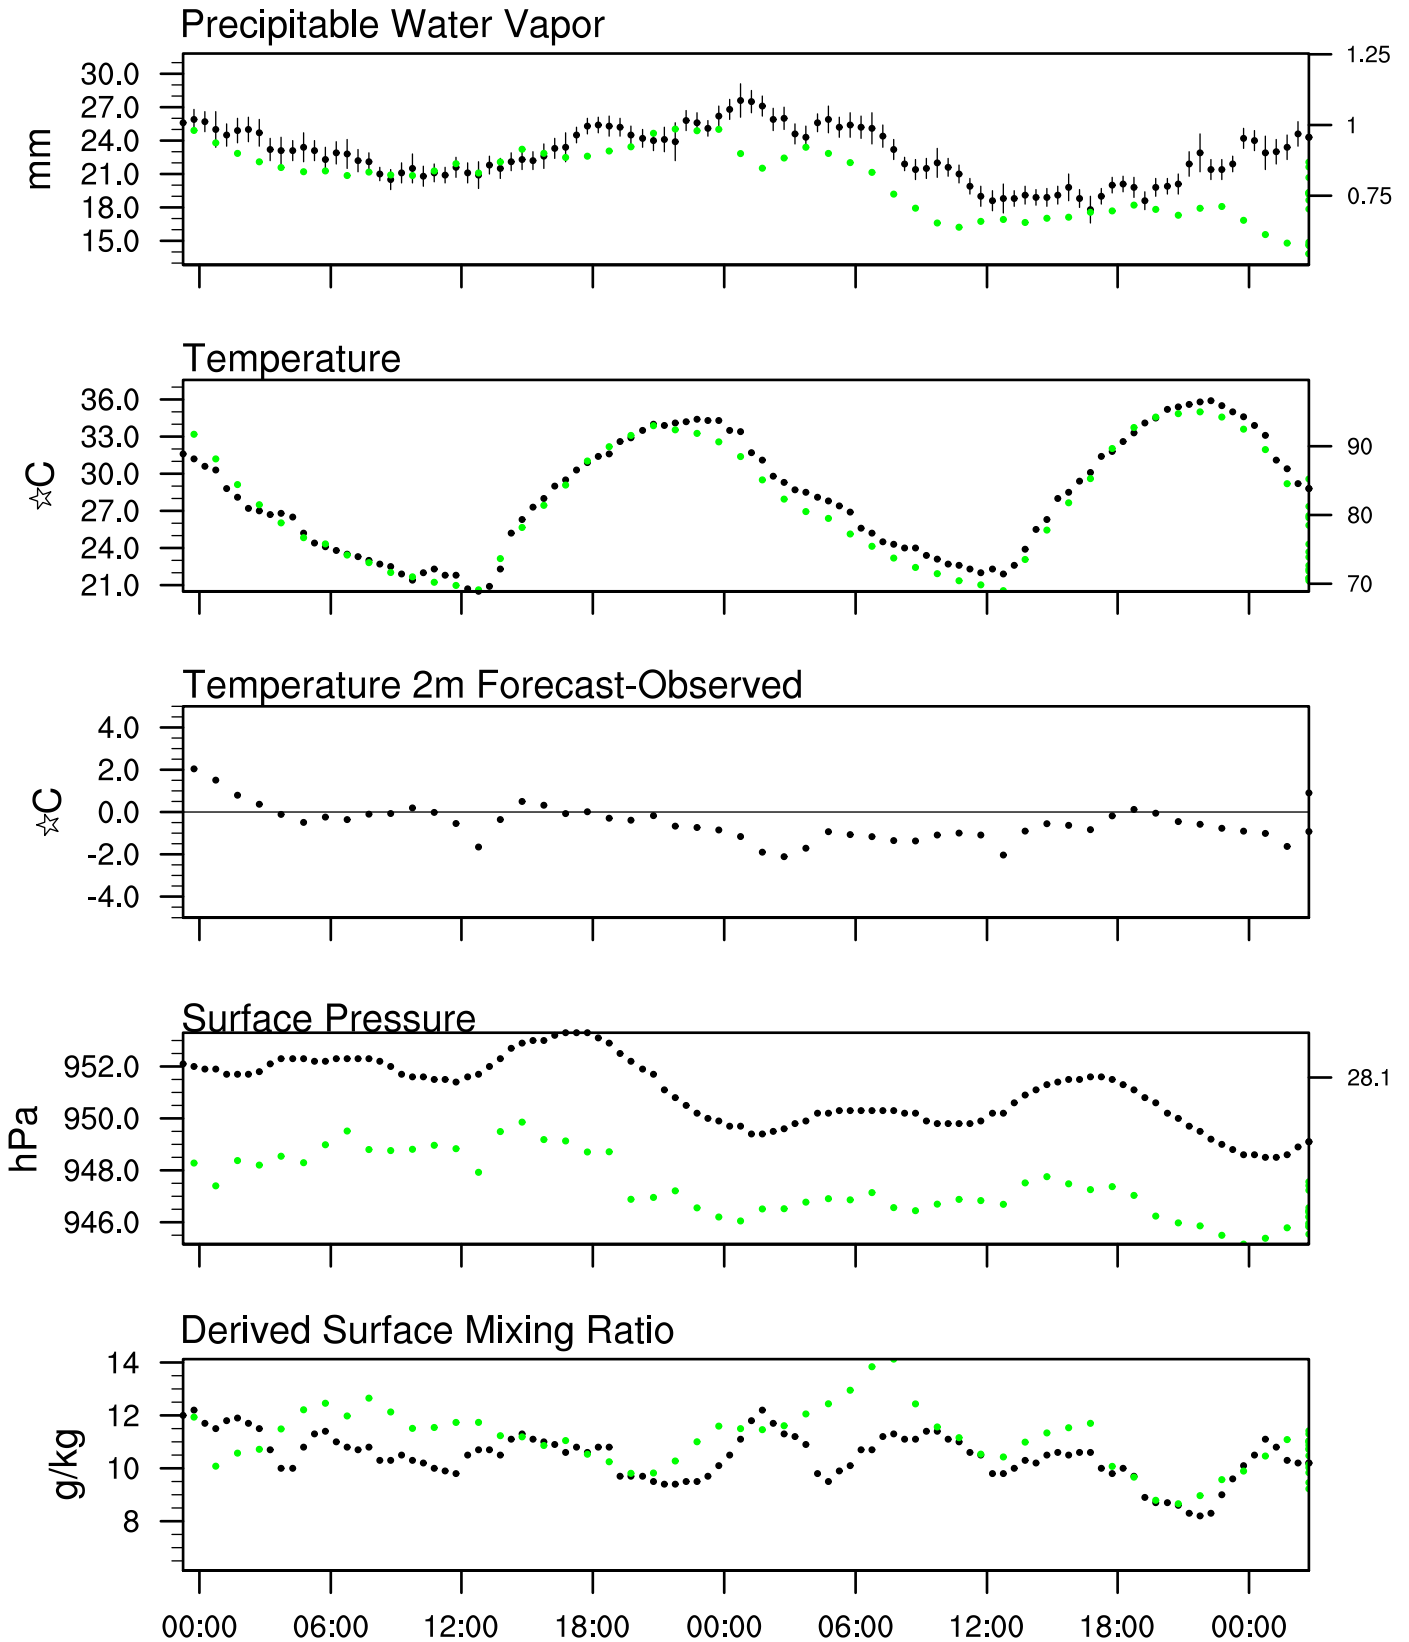 Precipitable Water Vapor
30.0
27.0
24.0
21.0
18.0
15.0
mm
1.25
1
0.75
Temperature
36.0
33.0
30.0
27.0
24.0
21.0
☆C
90
80
70
Temperature 2m Forecast-Observed
4.0
2.0
0.0
-2.0
-4.0
☆C
Surface Pressure
952.0
950.0
948.0
946.0
hPa
28.1
Derived Surface Mixing Ratio
14
12
10
8
g/kg
00:00 06:00 12:00 18:00 00:00 06:00 12:00 18:00 00:00